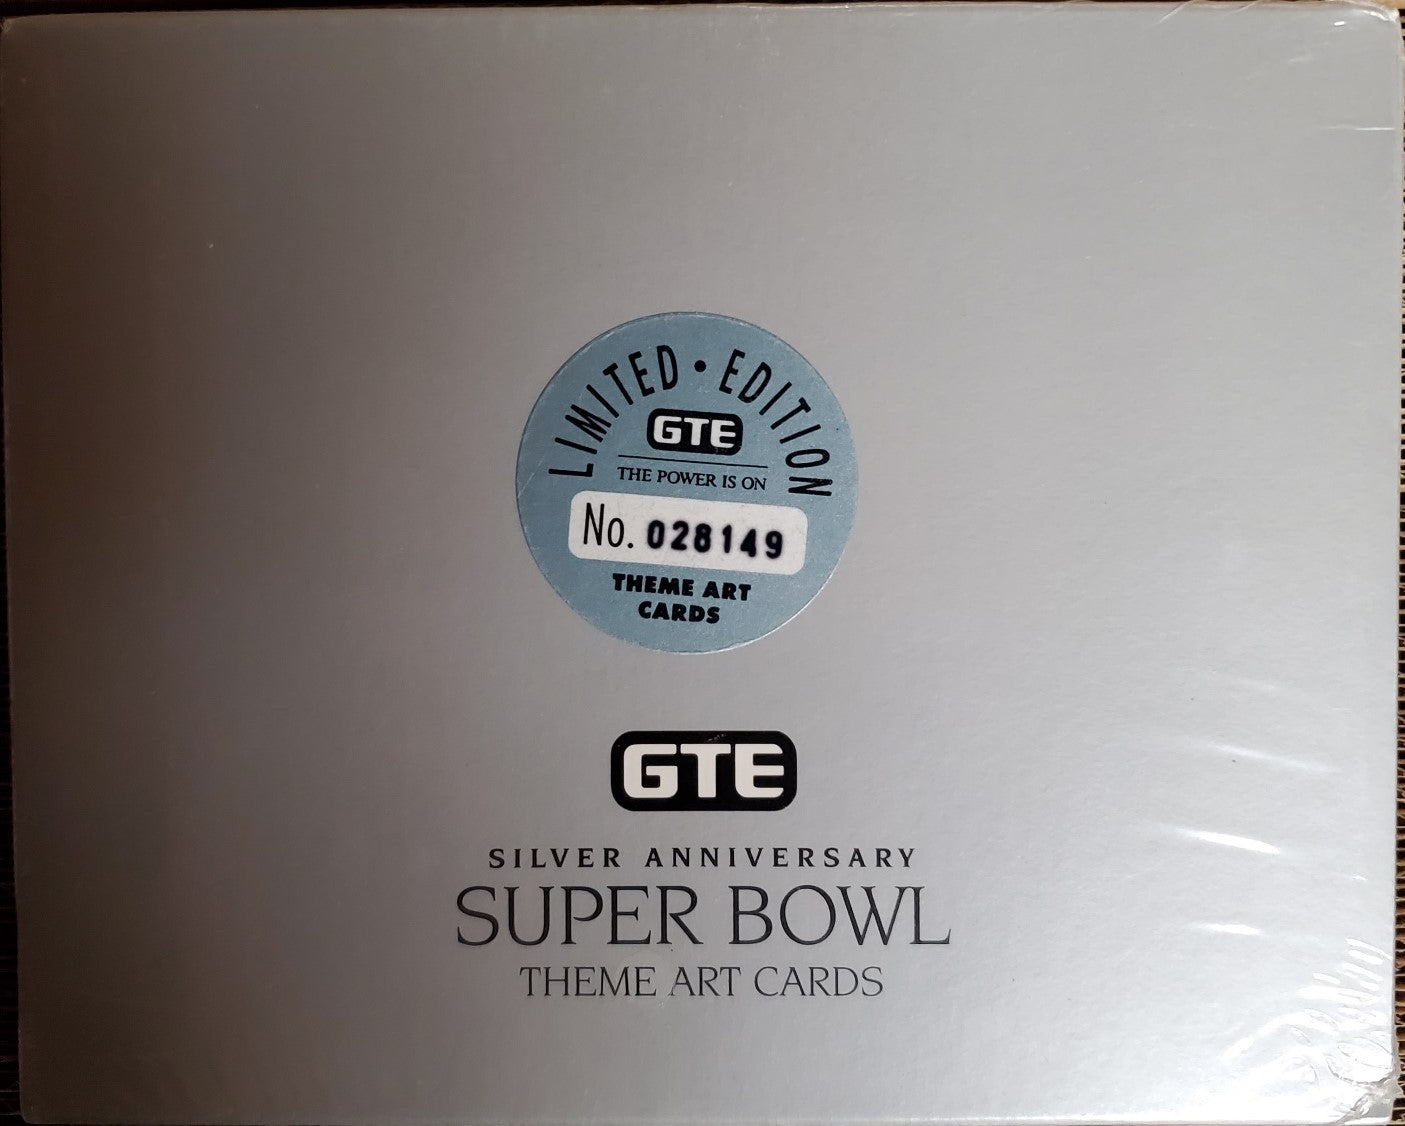 LIMITED • EDITION
GTE
THE POWER IS ON
No. 028149
THEME ART
CARDS
GTE
SILVER ANNIVERSARY
SUPER BOWL
THEME ART CARDS